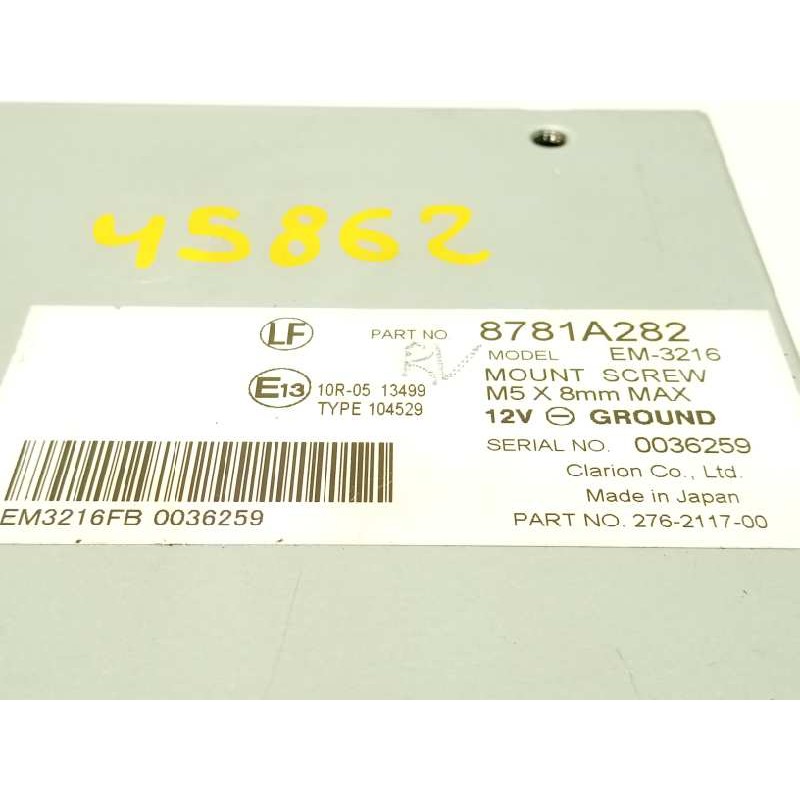 45862
LF PART NO 8781A282
RV
MODEL EM-3216
E13 10R-05 13499
TYPE 104529
MOUNT SCREW
M5 X 8mm MAX
12V ⊖ GROUND
SERIAL NO. 0036259
Clarion Co., Ltd.
Made in Japan
EM3216FB 0036259
PART NO. 276-2117-00